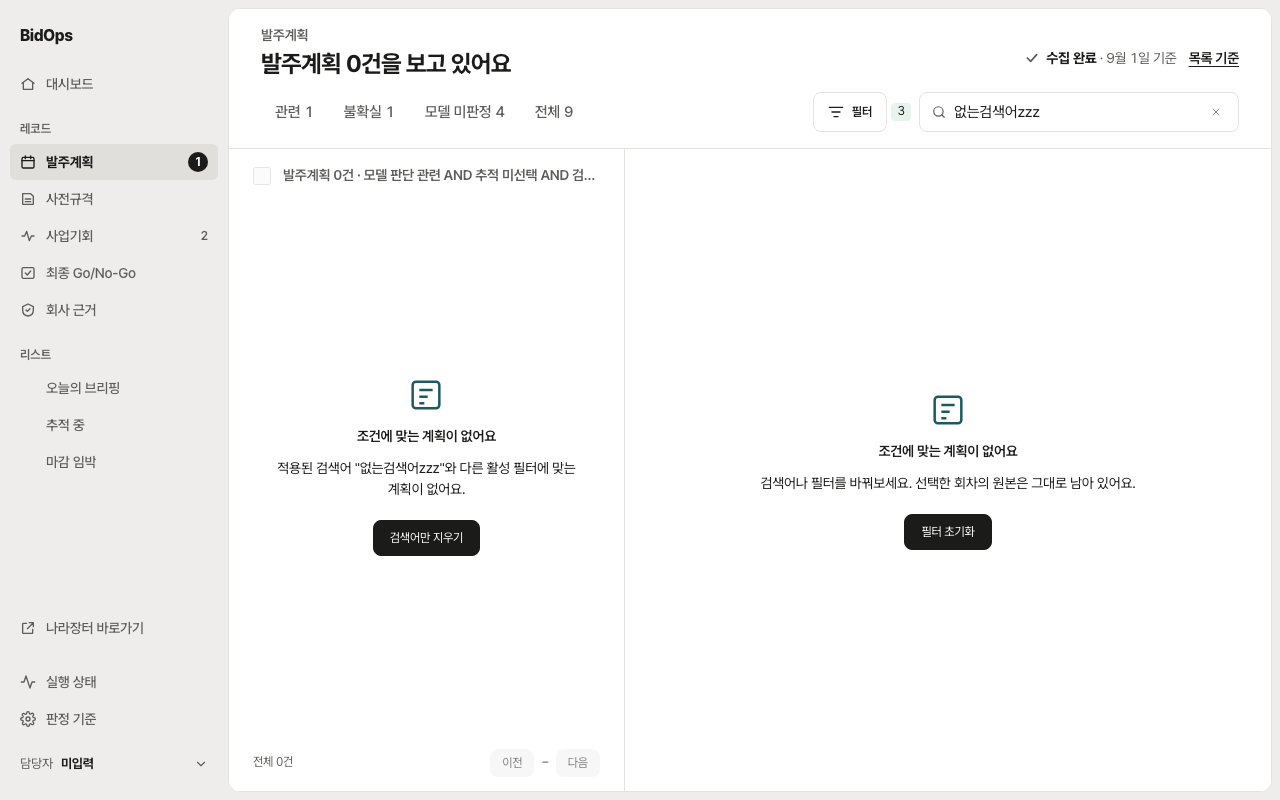 BidOps
대시보드
레코드
발주계획 1
사전규격
사업기회 2
최종 Go/No-Go
회사 근거
리스트
오늘의 브리핑
추적 중
마감 임박
나라장터 바로가기
실행 상태
판정 기준
담당자 미입력
발주계획
발주계획 0건을 보고 있어요
수집 완료 · 9월 1일 기준 목록 기준
관련 1 불확실 1 모델 미판정 4 전체 9
필터 3 없는검색어zzz
발주계획 0건 · 모델 판단 관련 AND 추적 미선택 AND 검...
조건에 맞는 계획이 없어요
적용된 검색어 "없는검색어zzz"와 다른 활성 필터에 맞는
계획이 없어요.
검색어만 지우기
전체 0건 이전 – 다음
조건에 맞는 계획이 없어요
검색어나 필터를 바꿔보세요. 선택한 회차의 원본은 그대로 남아 있어요.
필터 초기화